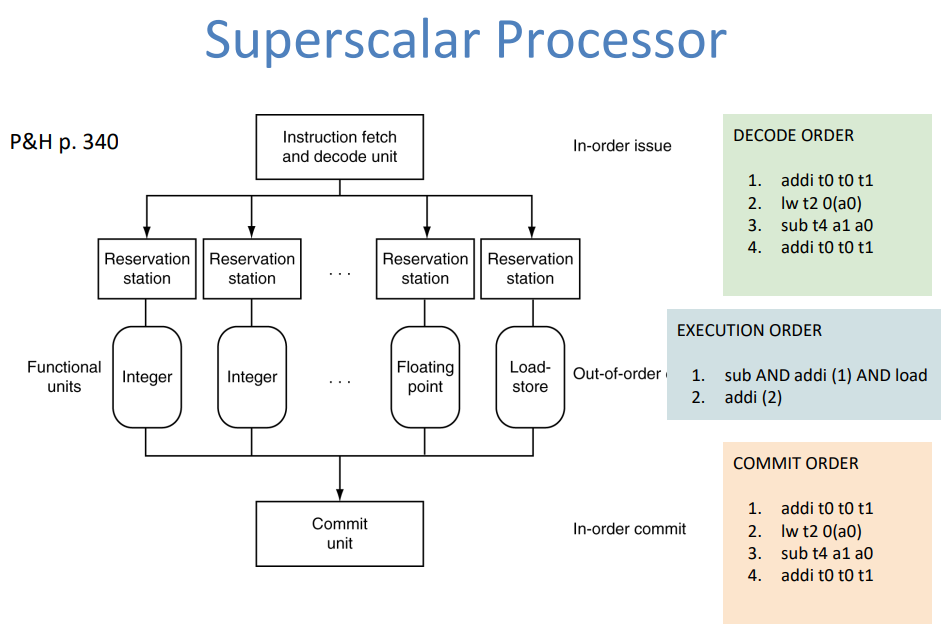 Superscalar Processor
P&H p. 340
Instruction fetch
and decode unit
In-order issue
Reservation
station
Reservation
station
. . .
Reservation
station
Reservation
station
Functional
units
Integer
Integer
. . .
Floating
point
Load-
store
Out-of-order
Commit
unit
In-order commit
DECODE ORDER
1. addi t0 t0 t1
2. lw t2 0(a0)
3. sub t4 a1 a0
4. addi t0 t0 t1
EXECUTION ORDER
1. sub AND addi (1) AND load
2. addi (2)
COMMIT ORDER
1. addi t0 t0 t1
2. lw t2 0(a0)
3. sub t4 a1 a0
4. addi t0 t0 t1